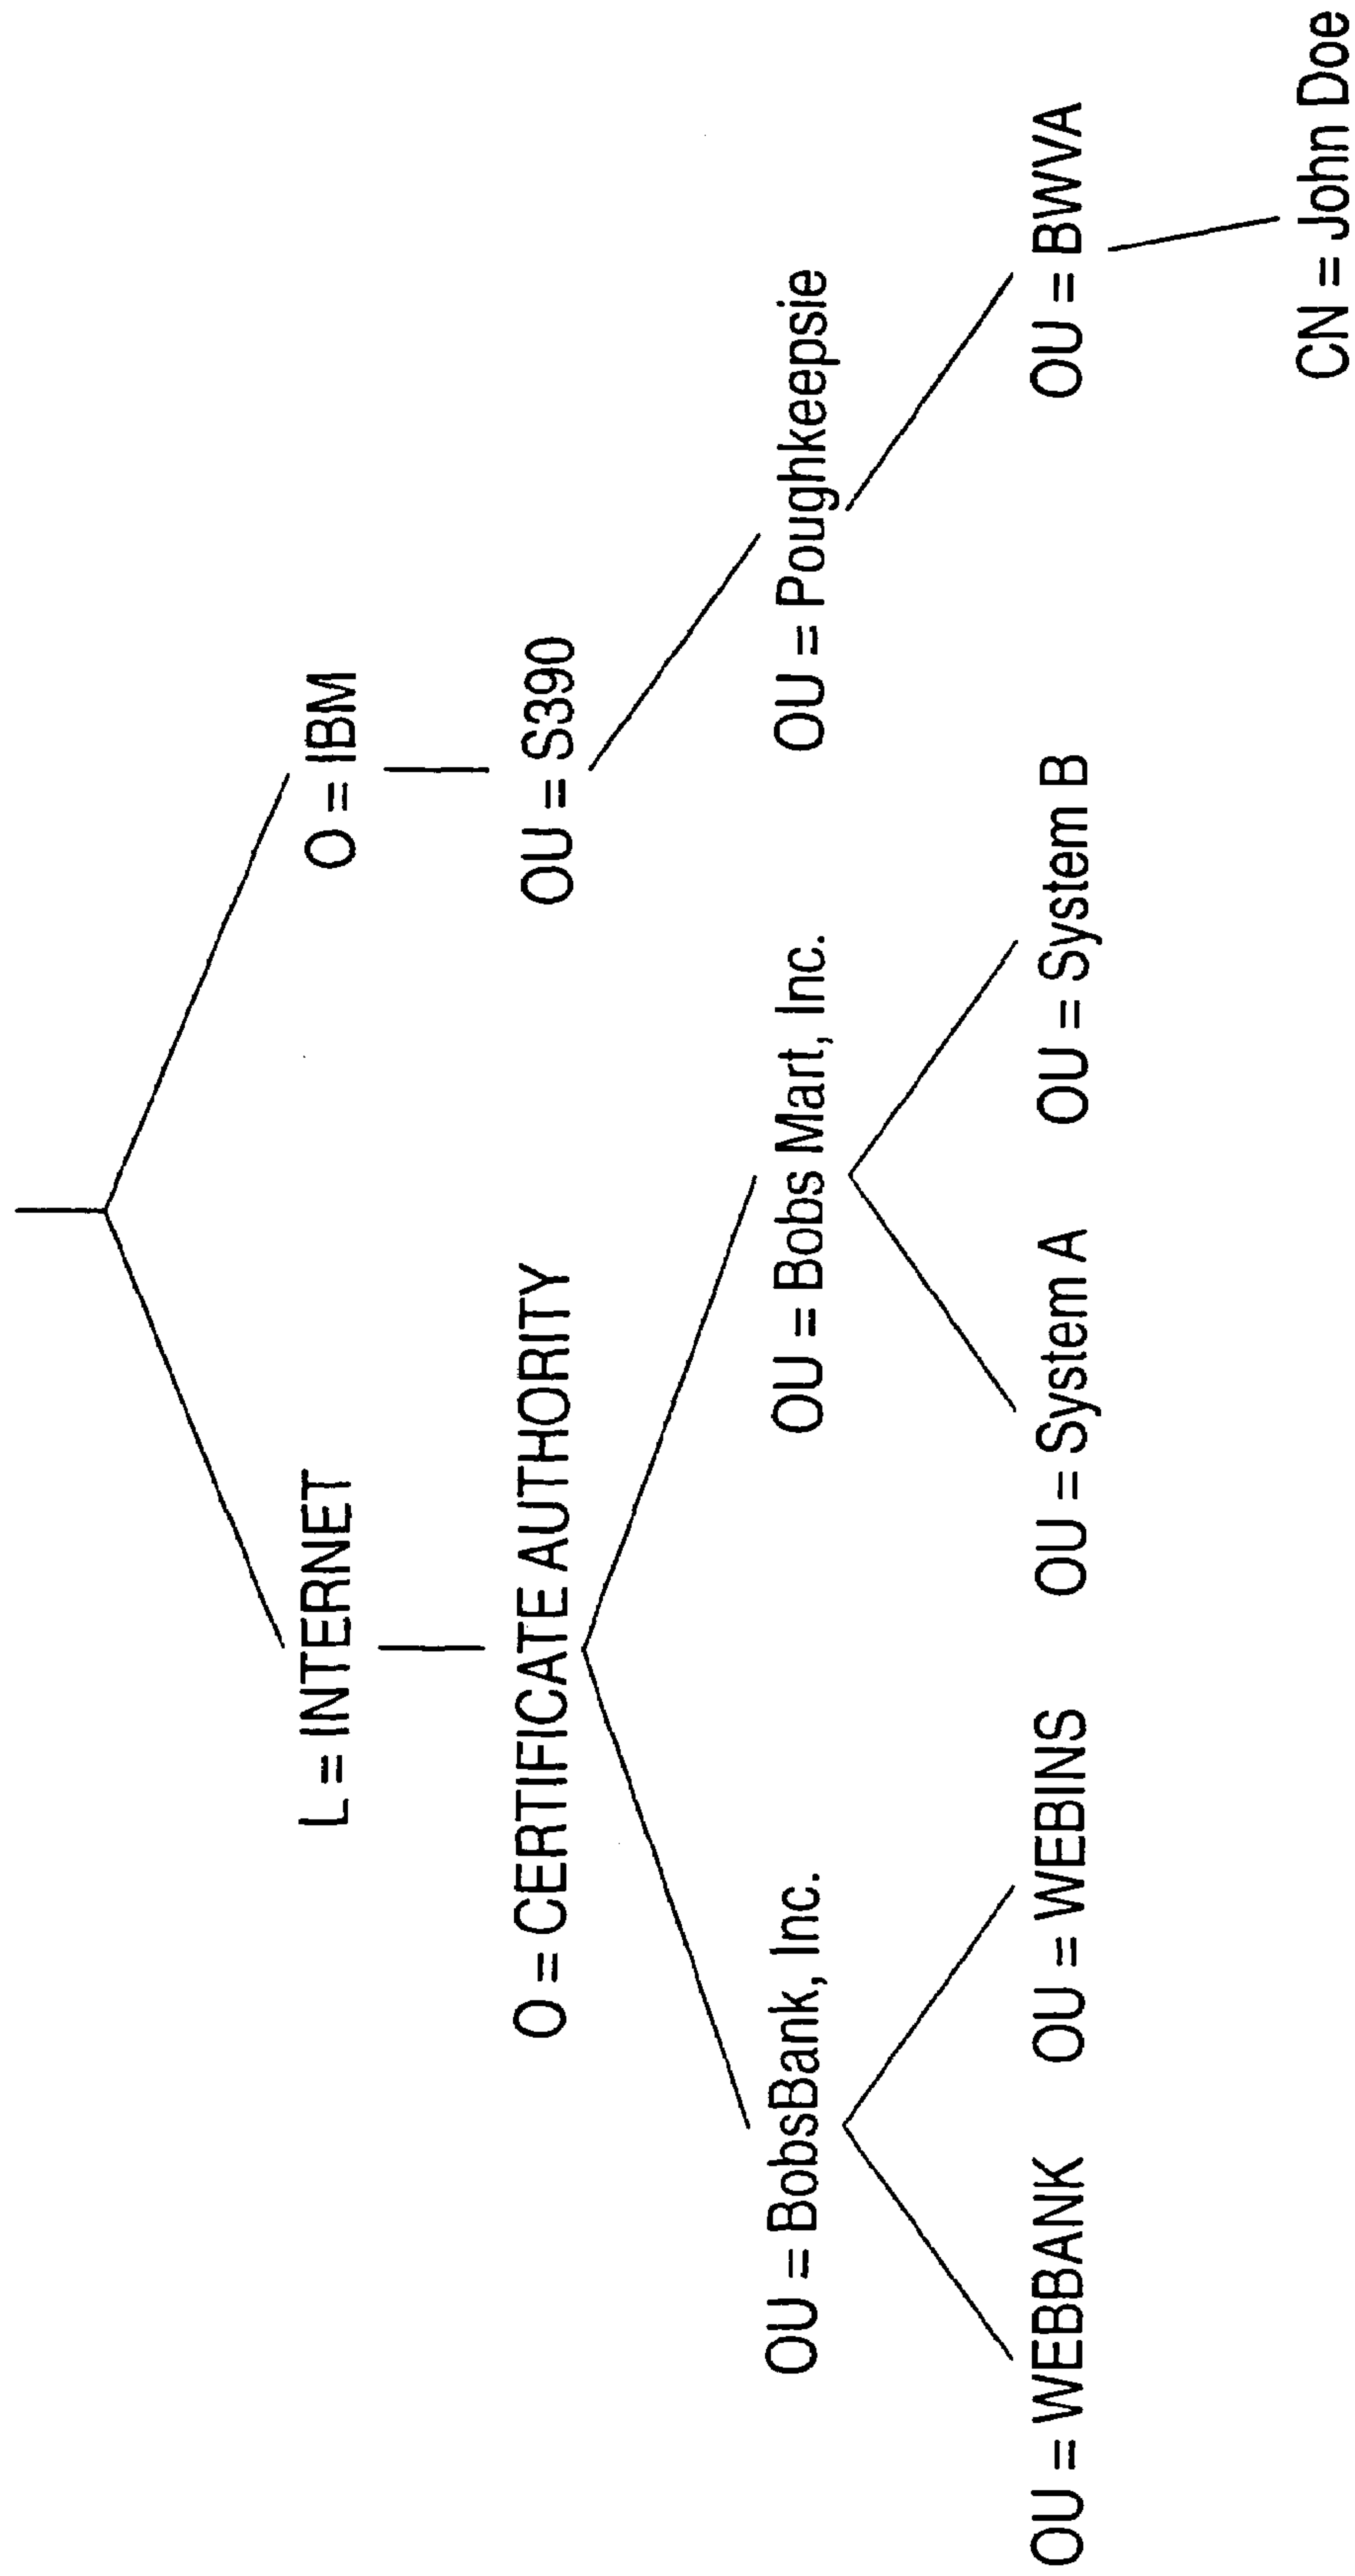 L = INTERNET
O = IBM
O = CERTIFICATE AUTHORITY
OU = S390
OU = BobsBank, Inc.
OU = Bobs Mart, Inc.
OU = Poughkeepsie
OU = WEBBANK
OU = WEBINS
OU = System A
OU = System B
OU = BWVA
CN = John Doe